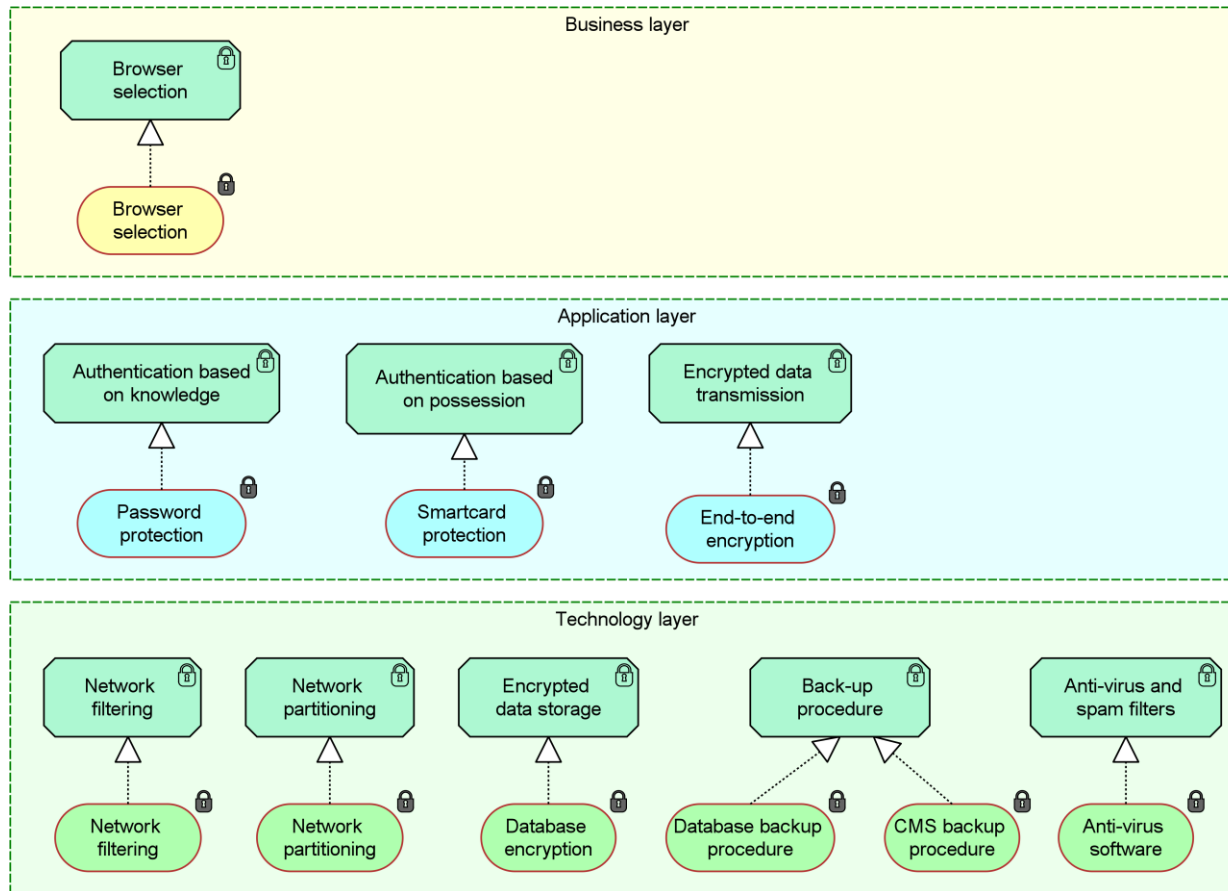 Business layer
Browser
selection
Browser
selection
Application layer
Authentication based
on knowledge
Authentication based
on possession
Encrypted data
transmission
Password
protection
Smartcard
protection
End-to-end
encryption
Technology layer
Network
filtering
Network
partitioning
Encrypted
data storage
Back-up
procedure
Anti-virus and
spam filters
Network
filtering
Network
partitioning
Database
encryption
Database backup
procedure
CMS backup
procedure
Anti-virus
software